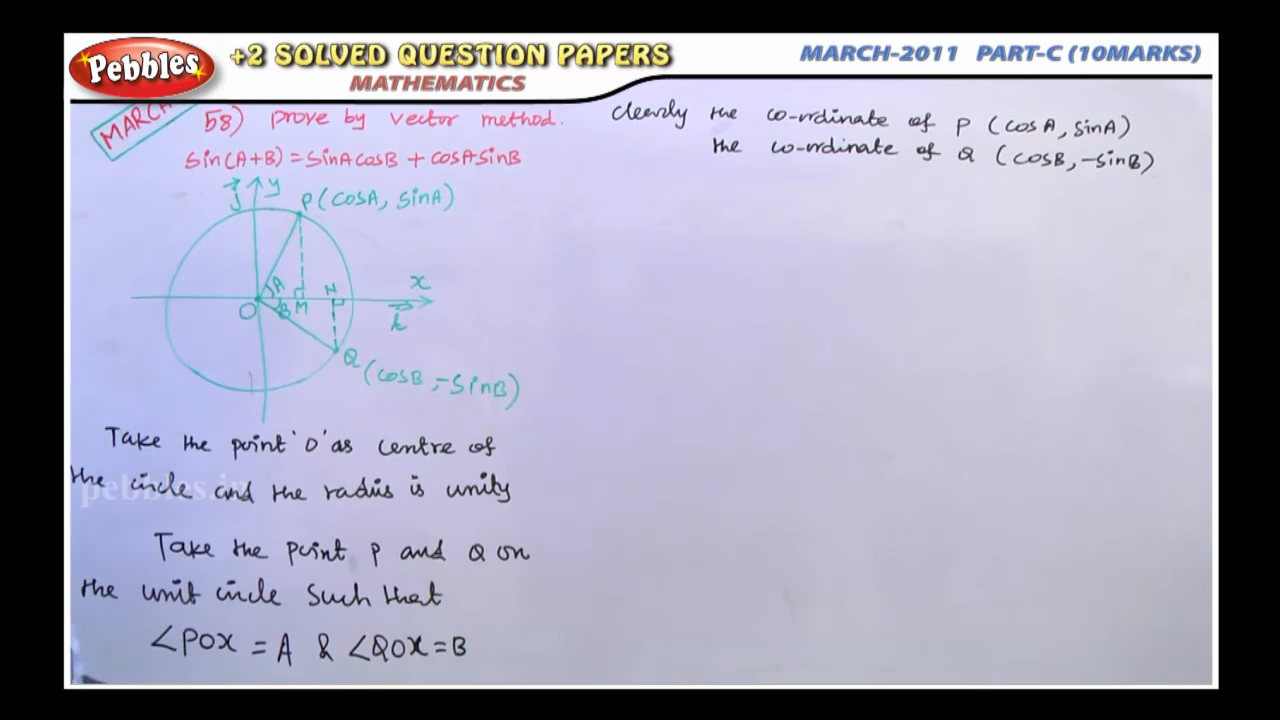 Pebbles
+2 SOLVED QUESTION PAPERS
MATHEMATICS
MARCH-2011 PART-C (10MARKS)
MARCH
58) prove by vector method.
sin(A+B) = sinAcosB + cosAsinB
j y
P(cosA, sinA)
x
A
N
O B M
k
Q (cosB, -sinB)
Take the point 'O' as centre of
the circle and the radius is unity
pebbles.in
Take the point P and Q on
the unit circle such that
∠POX = A & ∠QOX = B
Clearly the co-ordinate of P (cosA, sinA)
the co-ordinate of Q (cosB, -sinB)